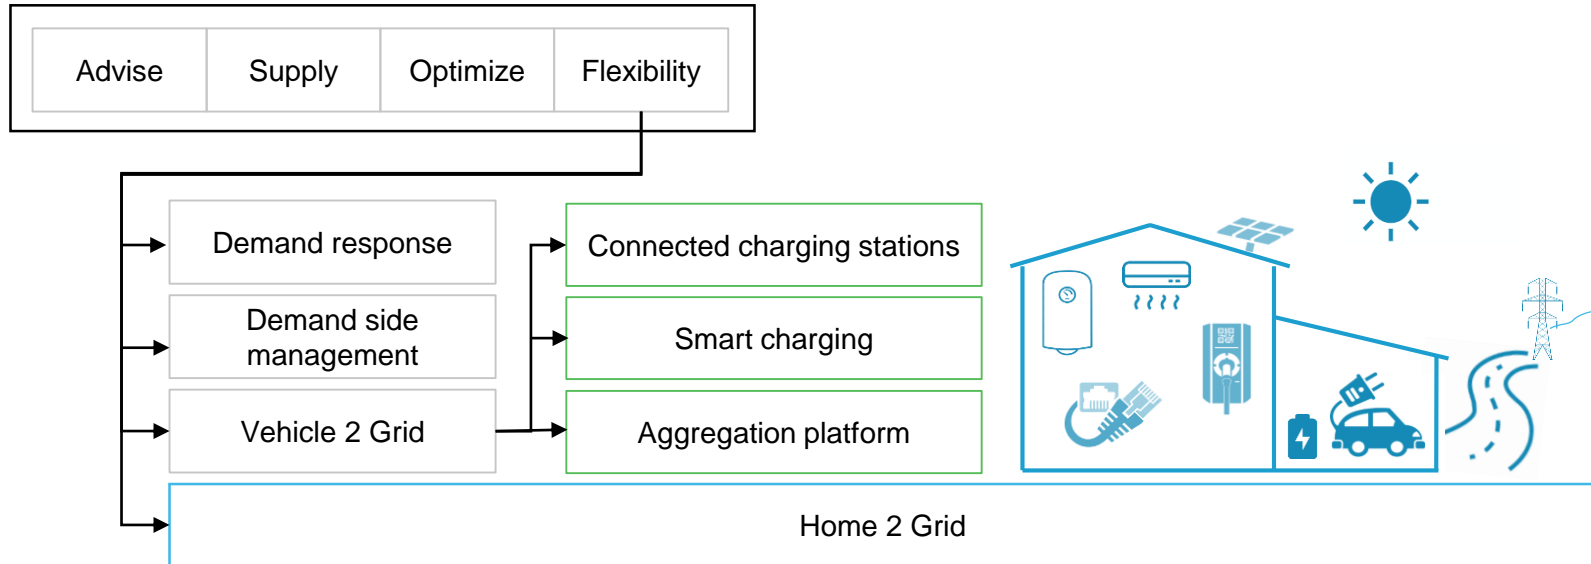 Advise
Supply
Optimize
Flexibility
Demand response
Connected charging stations
Demand side
management
Smart charging
Vehicle 2 Grid
Aggregation platform
Home 2 Grid